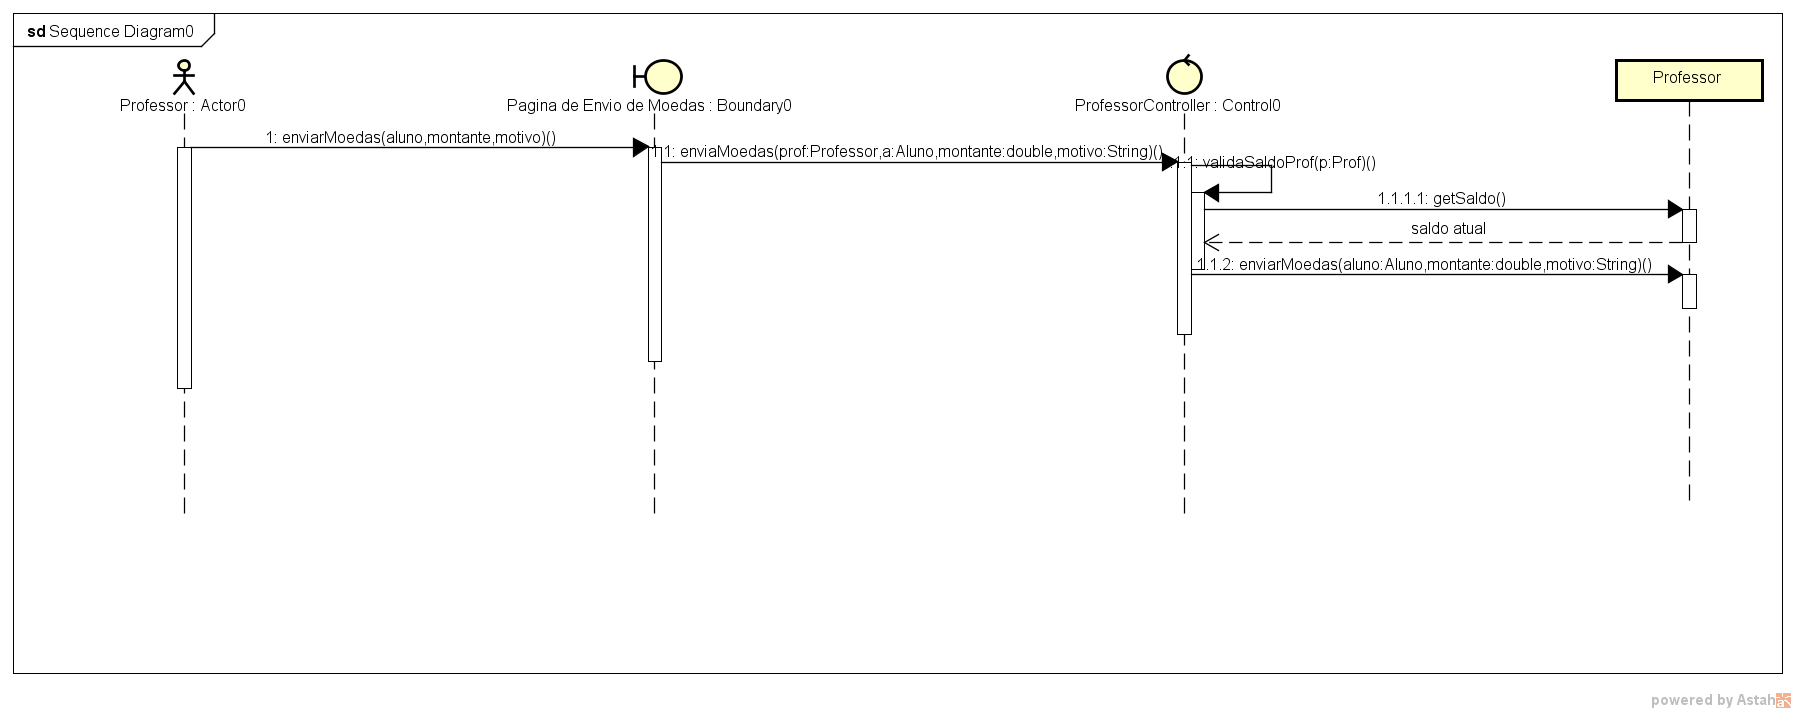 sd Sequence Diagram0
Professor : Actor0
Pagina de Envio de Moedas : Boundary0
ProfessorController : Control0
Professor
1: enviarMoedas(aluno,montante,motivo)()
1.1: enviaMoedas(prof:Professor,a:Aluno,montante:double,motivo:String)()
1.1.1: validaSaldoProf(p:Prof)()
1.1.1.1: getSaldo()
saldo atual
1.1.2: enviarMoedas(aluno:Aluno,montante:double,motivo:String)()
powered by Astah